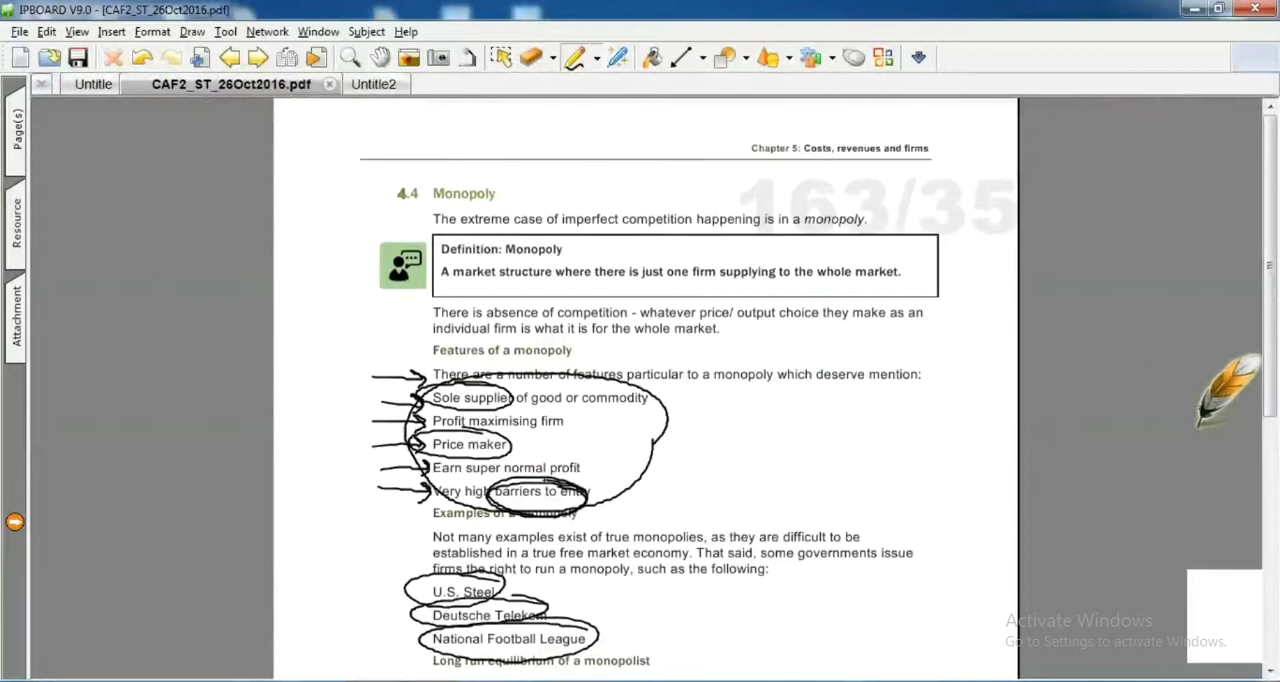 IPBOARD V9.0 - [CAF2_ST_26Oct2016.pdf]
File Edit View Insert Format Draw Tool Network Window Subject Help
Untitle CAF2_ST_26Oct2016.pdf Untitle2
Page(s)
Resource
Attachment
Chapter 5: Costs, revenues and firms
163/35
4.4 Monopoly
The extreme case of imperfect competition happening is in a monopoly.
Definition: Monopoly
A market structure where there is just one firm supplying to the whole market.
There is absence of competition - whatever price/ output choice they make as an
individual firm is what it is for the whole market.
Features of a monopoly
There are a number of features particular to a monopoly which deserve mention:
Sole supplier of good or commodity
Profit maximising firm
Price maker
Earn super normal profit
Very high barriers to entry
Examples of a monopoly
Not many examples exist of true monopolies, as they are difficult to be
established in a true free market economy. That said, some governments issue
firms the right to run a monopoly, such as the following:
U.S. Steel
Deutsche Telekom
National Football League
Long run equilibrium of a monopolist
Activate Windows
Go to Settings to activate Windows.